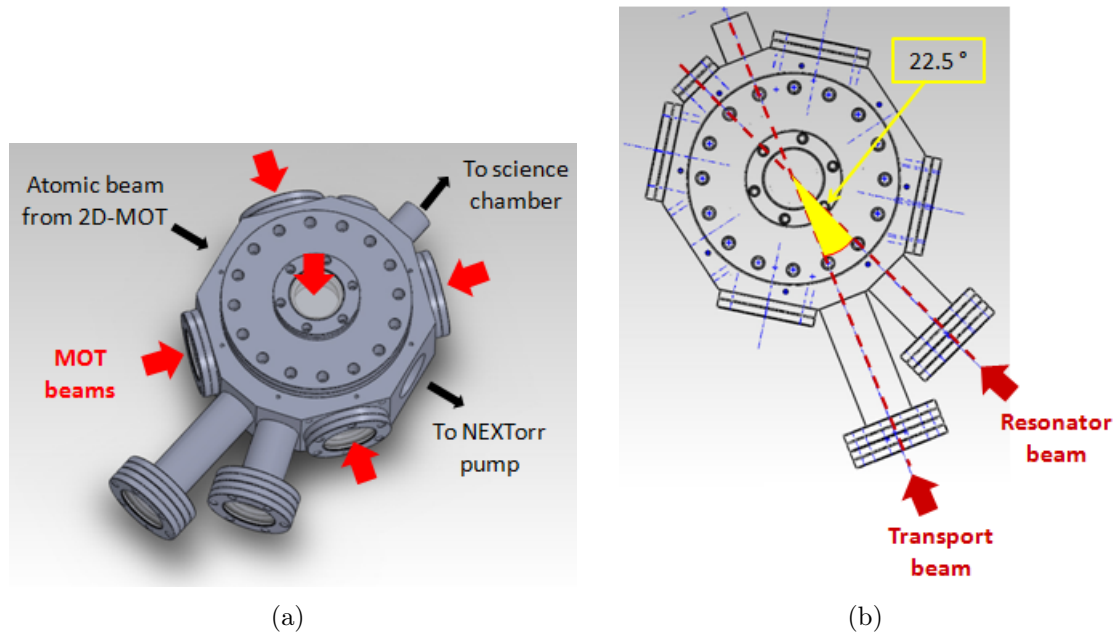 Atomic beam
from 2D-MOT
To science
chamber
MOT
beams
To NEXTorr
pump
(a)
22.5 °
Resonator
beam
Transport
beam
(b)